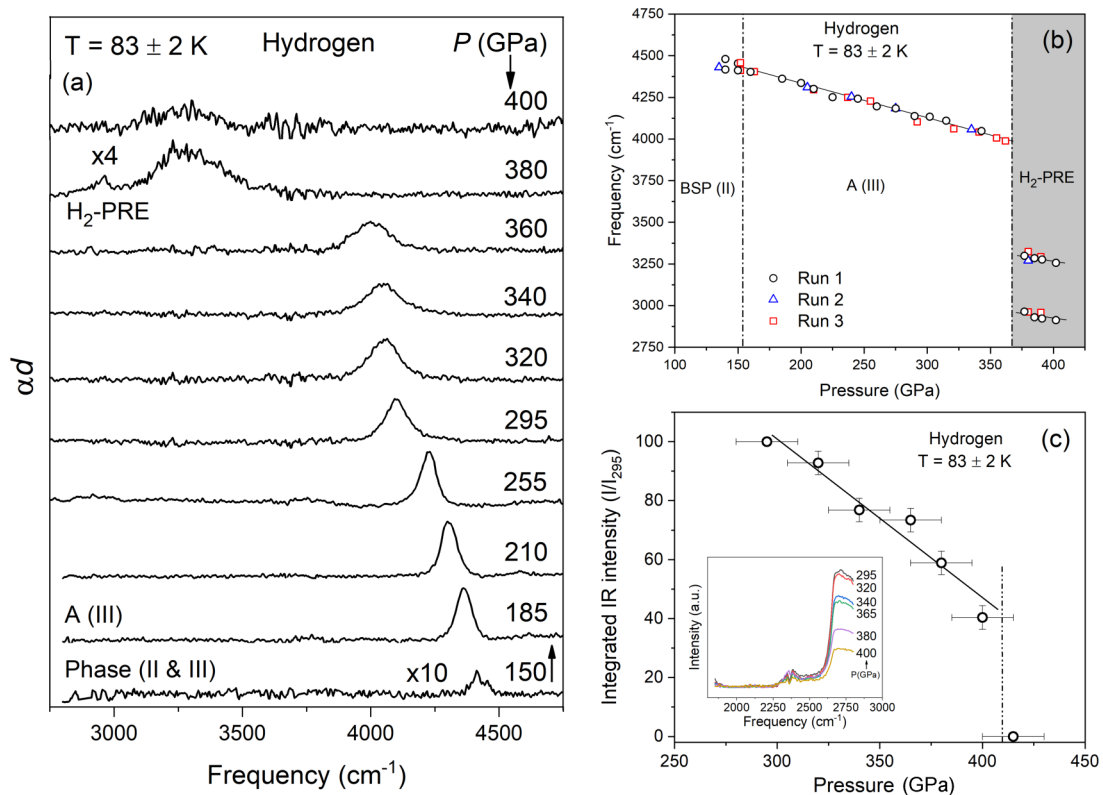 T = 83 ± 2 K Hydrogen P (GPa)
(a)
400
x4
380
H2-PRE
360
340
320
295
255
210
A (III)
185
Phase (II & III) x10 150
αd
3000 3500 4000 4500
Frequency (cm-1)
Hydrogen
T = 83 ± 2 K
(b)
4750
4500
4250
4000
3750
3500
3250
3000
2750
Frequency (cm-1)
BSP (II) A (III) H2-PRE
Run 1
Run 2
Run 3
100 150 200 250 300 350 400
Pressure (GPa)
Hydrogen
T = 83 ± 2 K
(c)
100
80
60
40
20
0
Integrated IR intensity (I/I295)
295
320
340
365
380
400
P(GPa)
Intensity (a.u.)
2000 2250 2500 2750 3000
Frequency (cm-1)
250 300 350 400 450
Pressure (GPa)